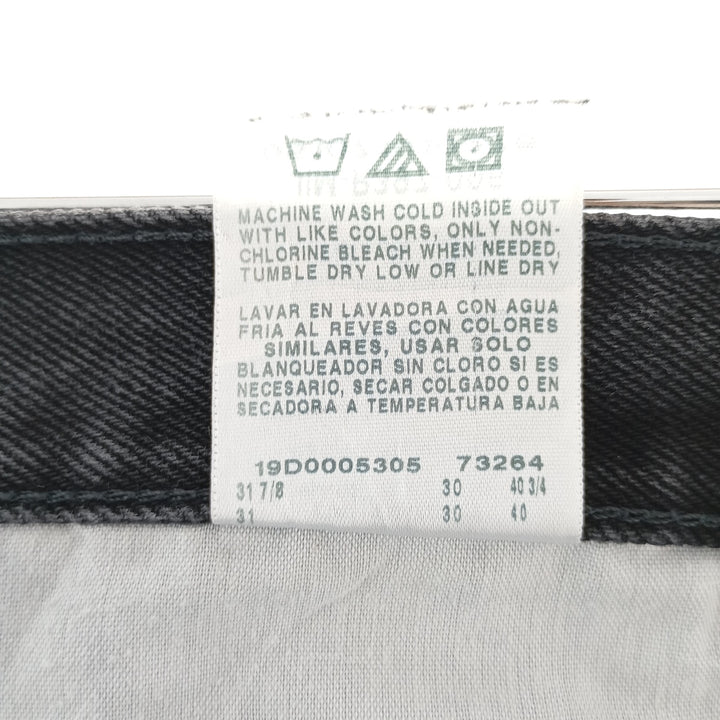 MACHINE WASH COLD INSIDE OUT
WITH LIKE COLORS, ONLY NON-
CHLORINE BLEACH WHEN NEEDED,
TUMBLE DRY LOW OR LINE DRY
LAVAR EN LAVADORA CON AGUA
FRIA AL REVES CON COLORES
SIMILARES, USAR SOLO
BLANQUEADOR SIN CLORO SI ES
NECESARIO, SECAR COLGADO O EN
SECADORA A TEMPERATURA BAJA
19D0005305 73264
31 7/8 30 40 3/4
31 30 40